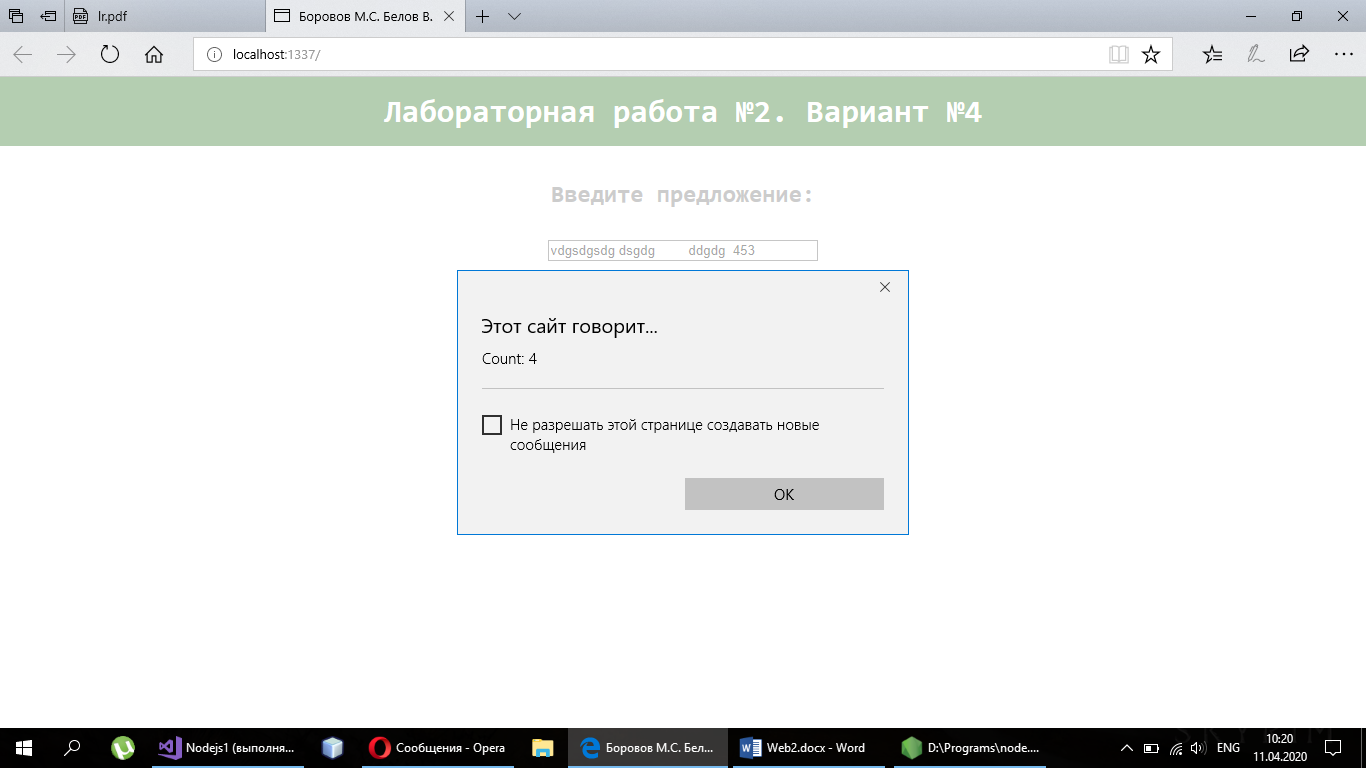 lr.pdf
Боровов М.С. Белов В.
localhost:1337/
Лабораторная работа №2. Вариант №4
Введите предложение:
vdgsdgsdg dsgdg         ddgdg  453
Этот сайт говорит...
Count: 4
Не разрешать этой странице создавать новые
сообщения
OK
Nodejs1 (выполня...
Сообщения - Opera
Боровов М.С. Бел...
Web2.docx - Word
D:\Programs\node....
ENG
10:20
11.04.2020